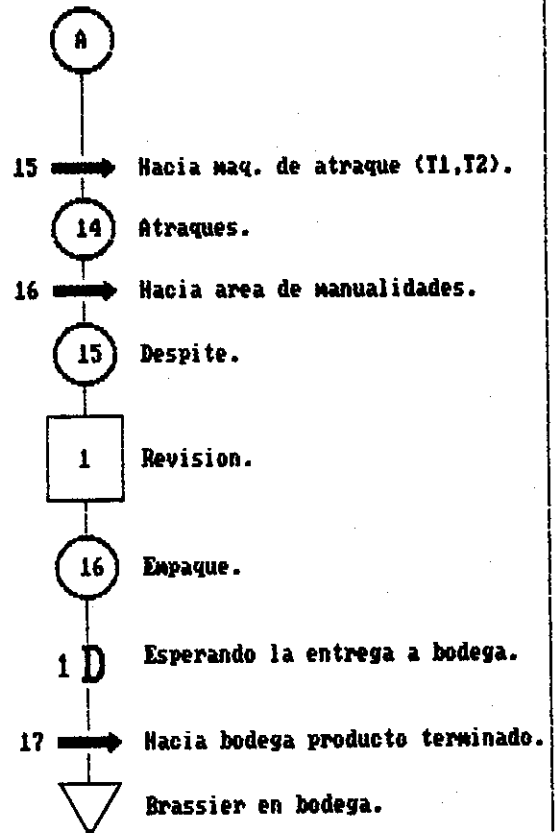 A
15 Hacia maq. de atraque (T1,T2).
14 Atraques.
16 Hacia area de manualidades.
15 Despite.
1 Revision.
16 Empaque.
1 D Esperando la entrega a bodega.
17 Hacia bodega producto terminado.
Brassier en bodega.